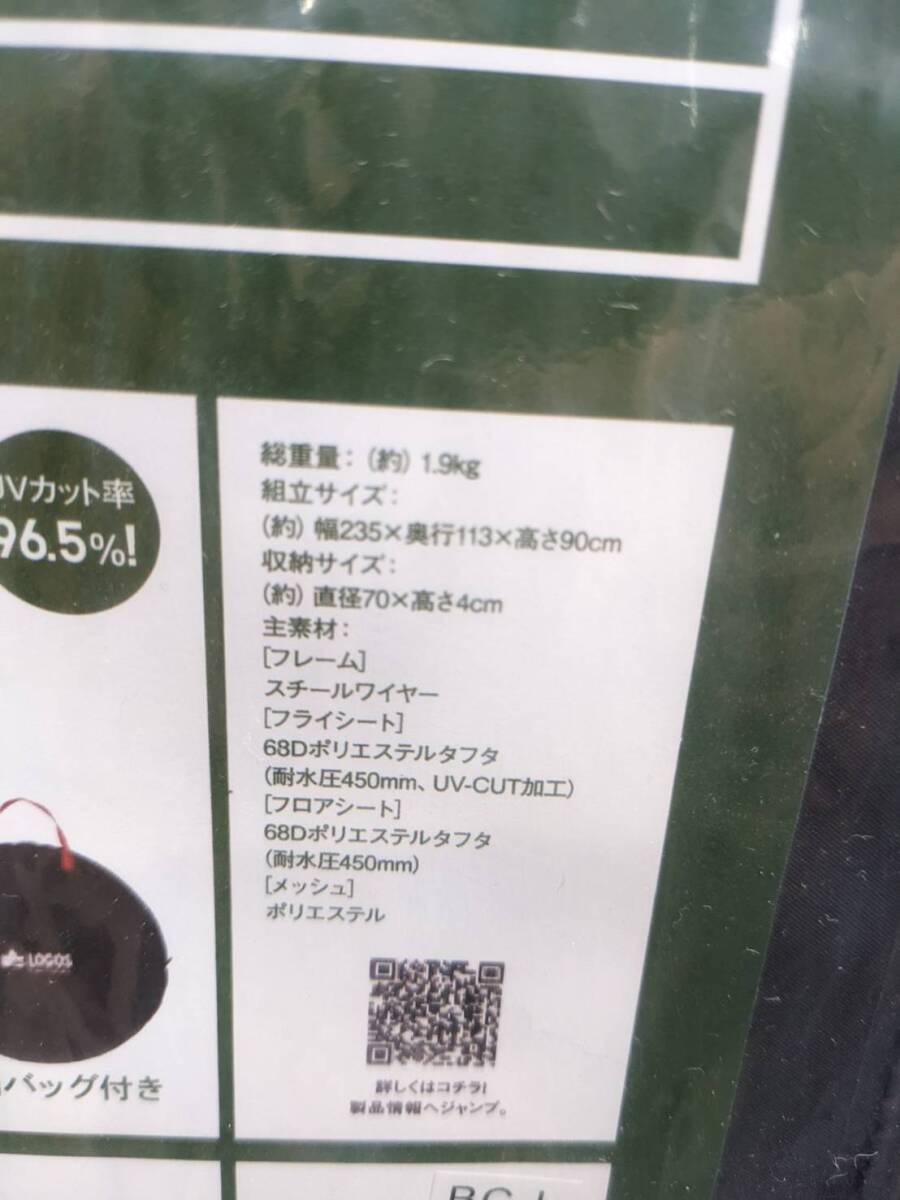 UVカット率
96.5%!
LOGOS
バッグ付き
総重量：(約) 1.9kg
組立サイズ：
(約) 幅235×奥行113×高さ90cm
収納サイズ：
(約) 直径70×高さ4cm
主素材：
[フレーム]
スチールワイヤー
[フライシート]
68Dポリエステルタフタ
(耐水圧450mm、UV-CUT加工)
[フロアシート]
68Dポリエステルタフタ
(耐水圧450mm)
[メッシュ]
ポリエステル
詳しくはコチラ!
製品情報へジャンプ。